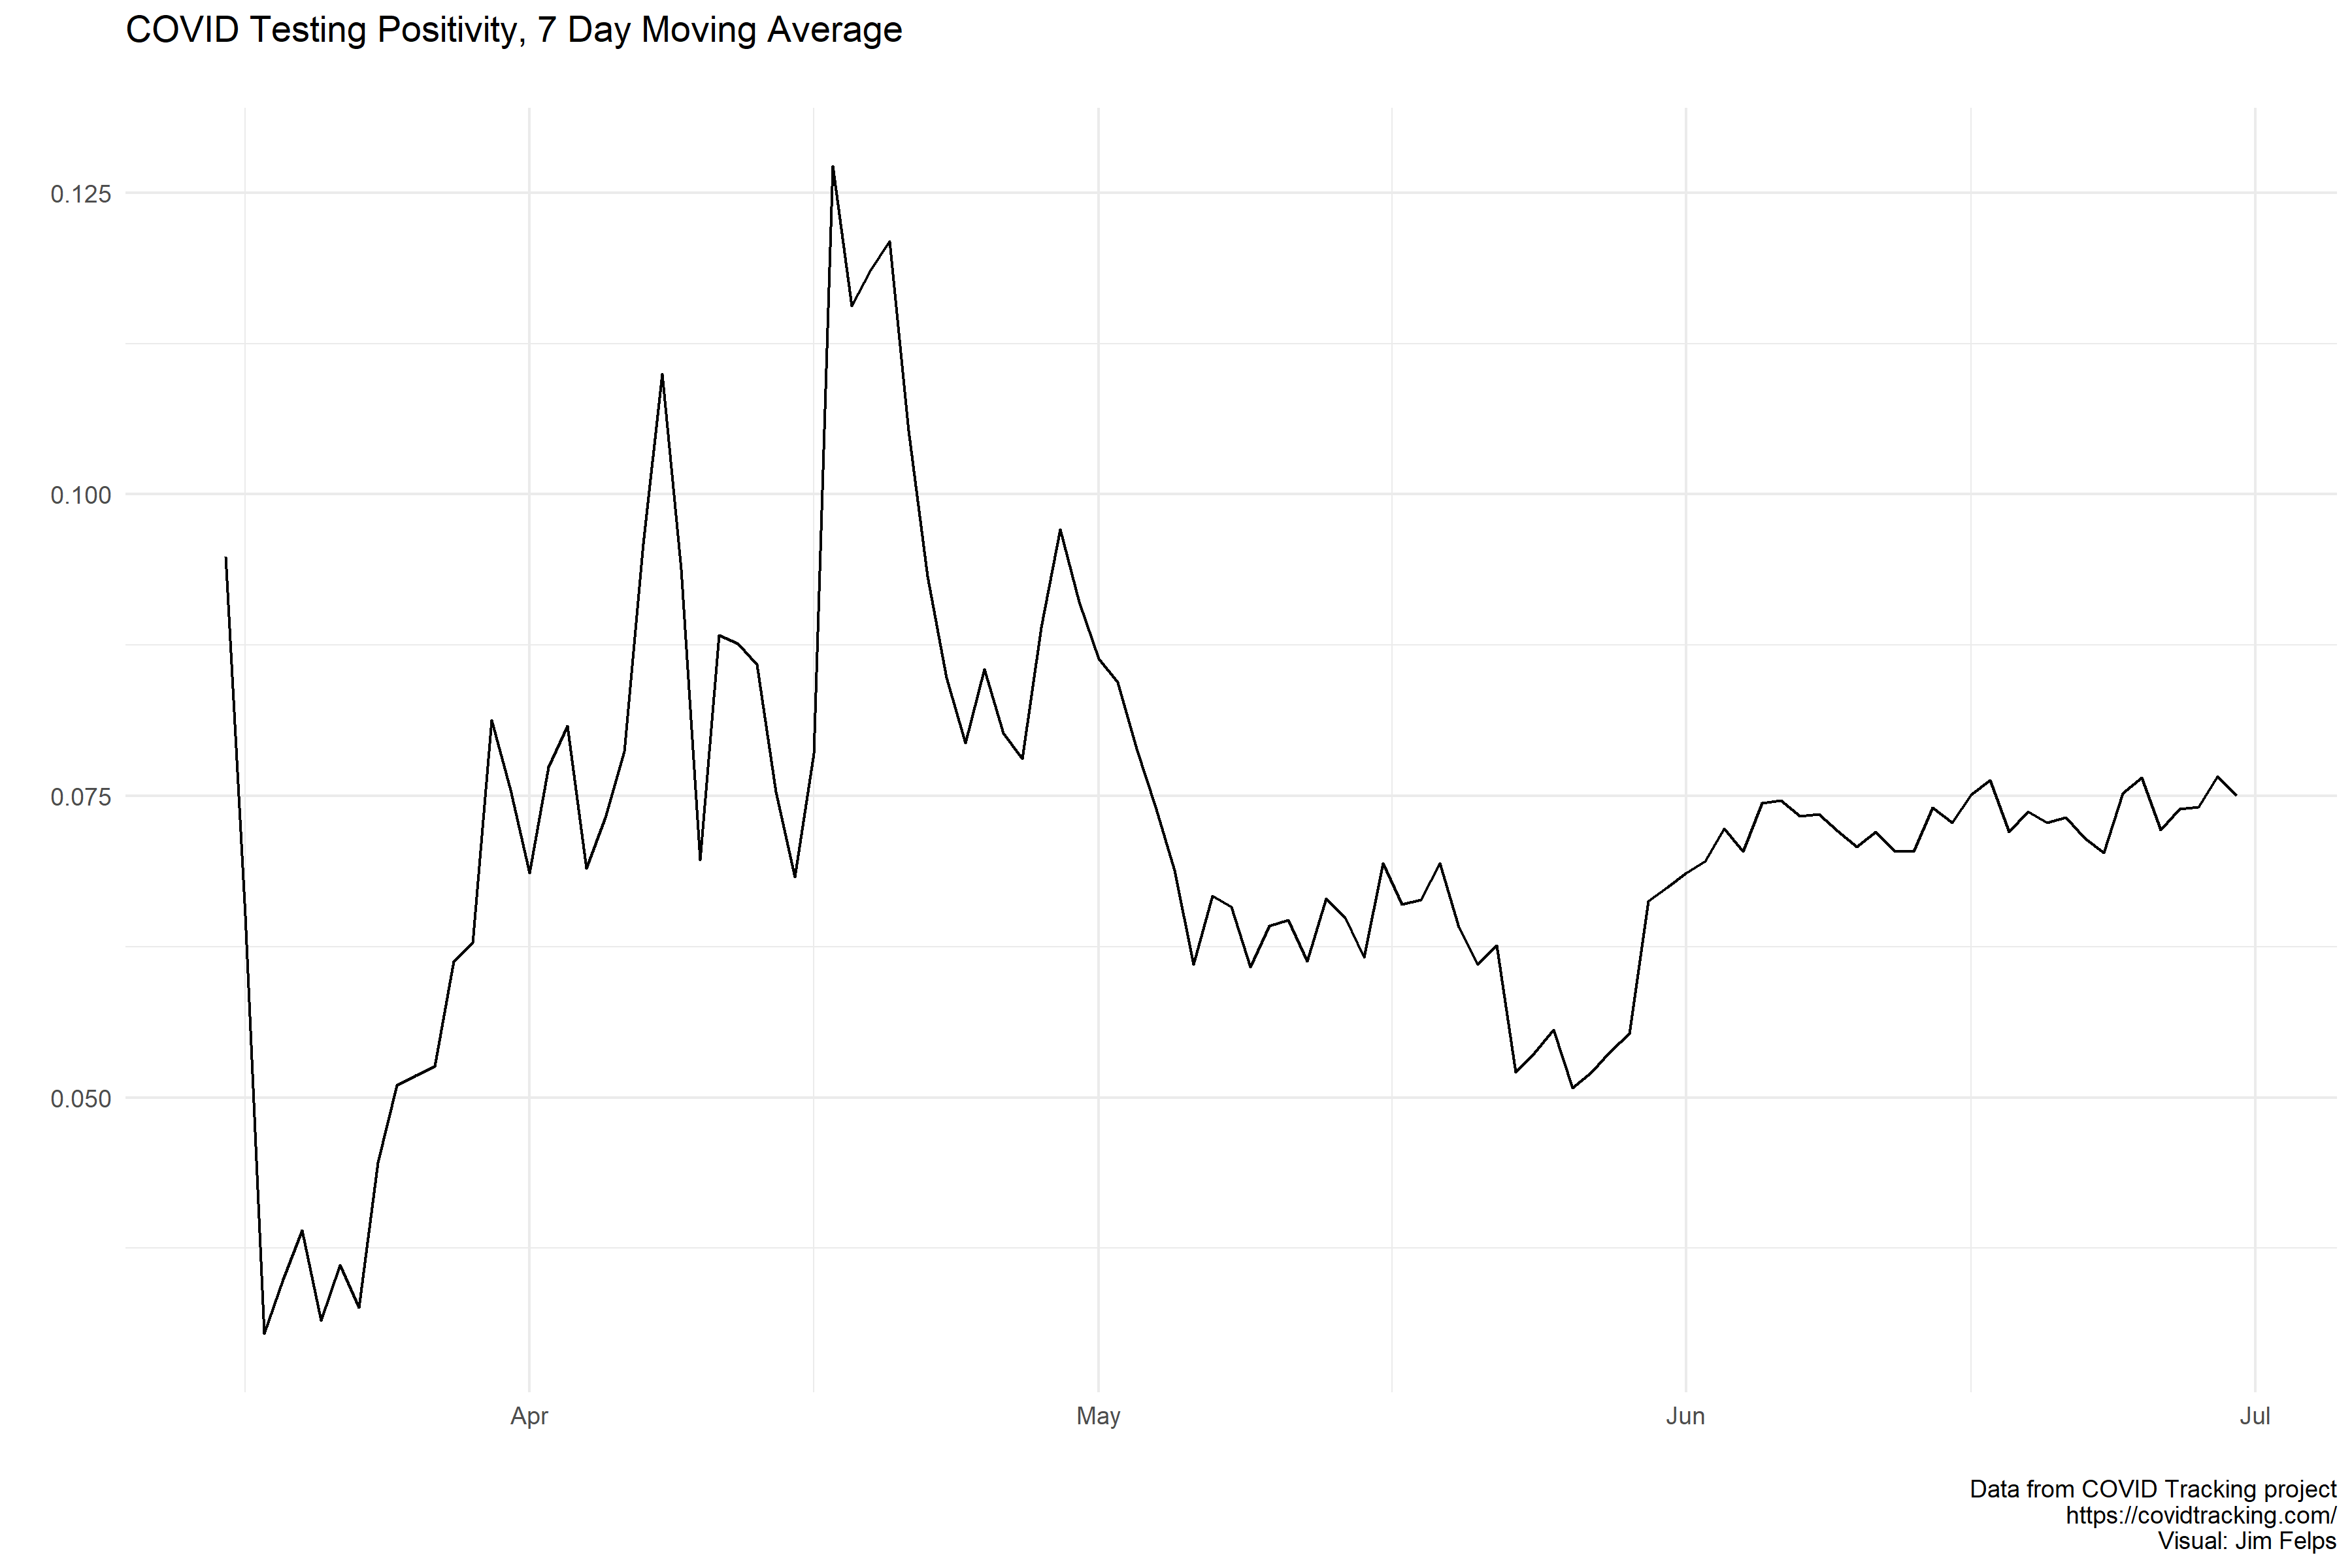 COVID Testing Positivity, 7 Day Moving Average
0.125
0.100
0.075
0.050
Apr
May
Jun
Jul
Data from COVID Tracking project
https://covidtracking.com/
Visual: Jim Felps